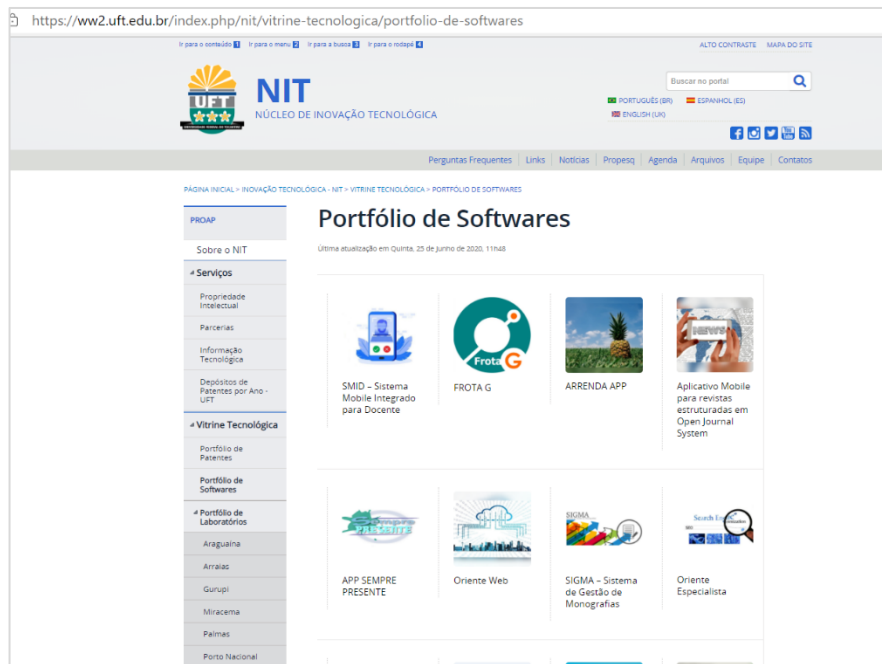 https://ww2.uft.edu.br/index.php/nit/vitrine-tecnologica/portfolio-de-softwares
Ir para o conteúdo 1 Ir para o menu 2 Ir para a busca 3 Ir para o rodapé 4
ALTO CONTRASTE MAPA DO SITE
UFT
NIT
NÚCLEO DE INOVAÇÃO TECNOLÓGICA
Buscar no portal
PORTUGUÊS (BR) ESPANHOL (ES)
ENGLISH (UK)
Perguntas Frequentes Links Notícias Propesq Agenda Arquivos Equipe Contatos
PÁGINA INICIAL > INOVAÇÃO TECNOLÓGICA - NIT > VITRINE TECNOLÓGICA > PORTFÓLIO DE SOFTWARES
PROAP
Sobre o NIT
Serviços
Propriedade
Intelectual
Parcerias
Informação
Tecnológica
Depósitos de
Patentes por Ano -
UFT
Vitrine Tecnológica
Portfólio de
Patentes
Portfólio de
Softwares
Portfólio de
Laboratórios
Araguaína
Arraias
Gurupi
Miracema
Palmas
Porto Nacional
Portfólio de Softwares
Última atualização em Quinta, 25 de Junho de 2020, 11h48
SMID – Sistema
Mobile Integrado
para Docente
Frota G
FROTA G
ARRENDA APP
NEWS
Aplicativo Mobile
para revistas
estruturadas em
Open Journal
System
PRESENTE
APP SEMPRE
PRESENTE
Oriente Web
SIGMA
SIGMA – Sistema
de Gestão de
Monografias
Oriente
Especialista